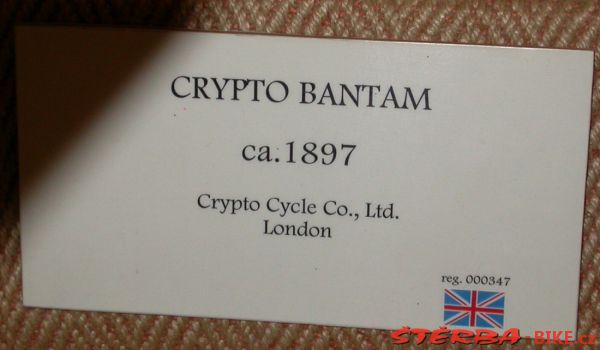 CRYPTO BANTAM
ca.1897
Crypto Cycle Co., Ltd.
London
reg. 000347
ŠTĚRBA-BIKE.cz